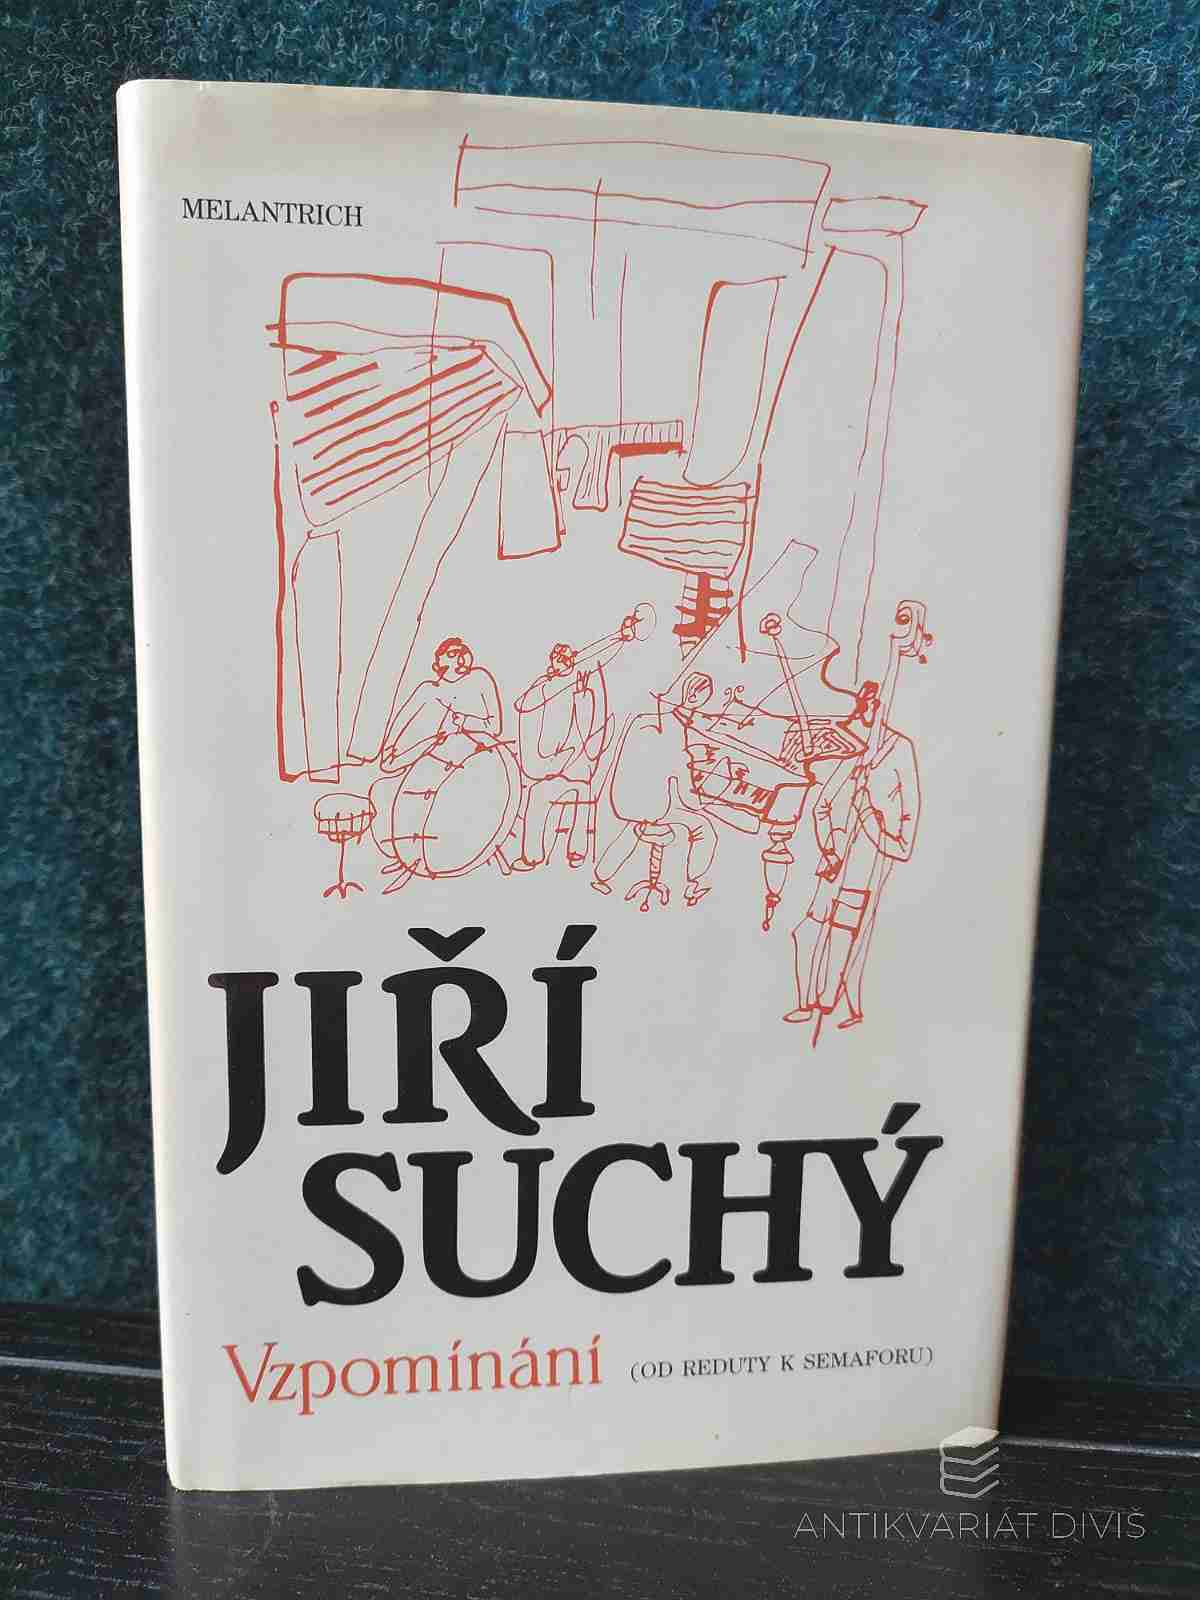 MELANTRICH
JIŘÍ
SUCHÝ
Vzpomínání (OD REDUTY K SEMAFORU)
ANTIKVARIÁT DIVIŠ